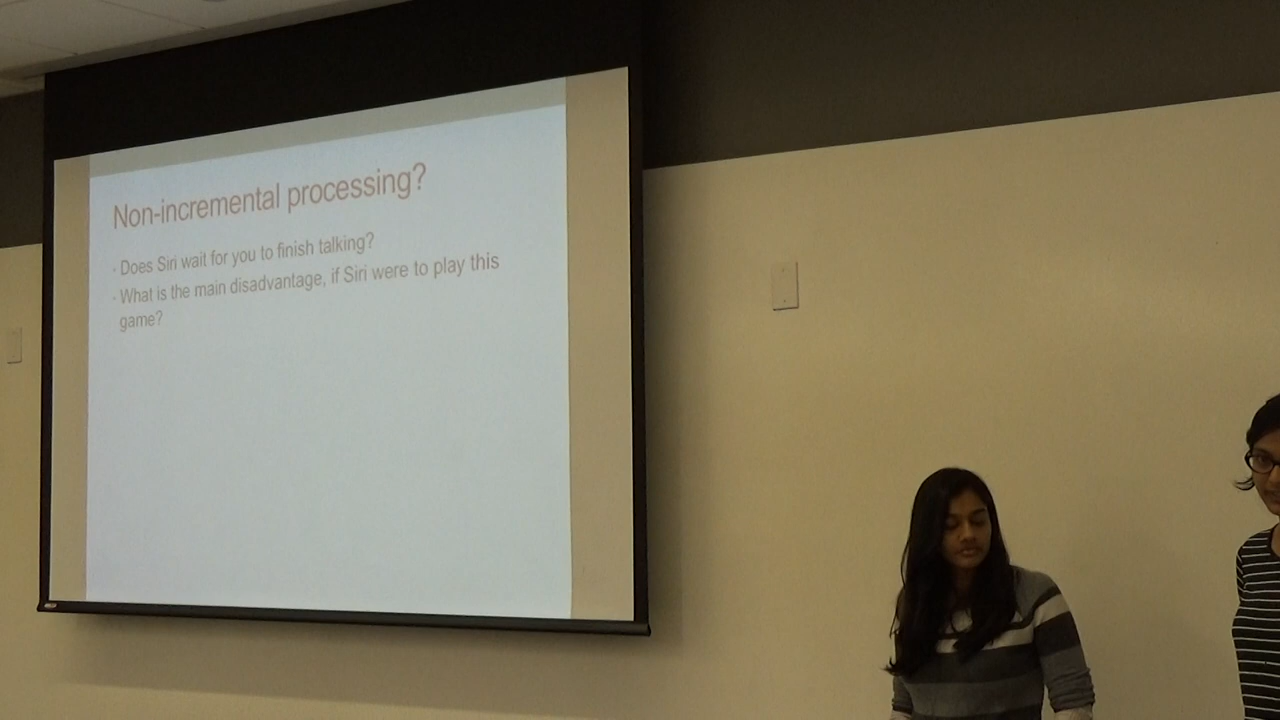 Non-incremental processing?
· Does Siri wait for you to finish talking?
· What is the main disadvantage, if Siri were to play this
game?